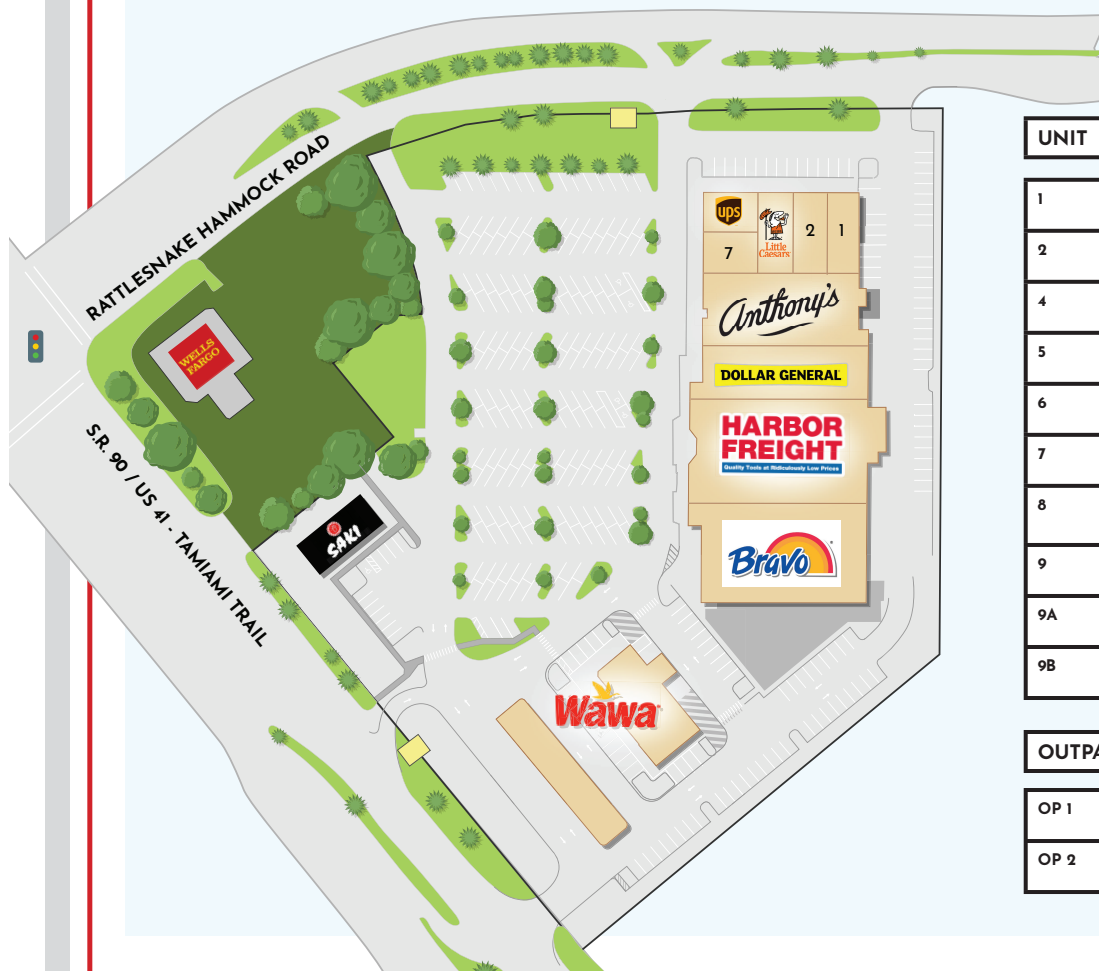 RATTLESNAKE HAMMOCK ROAD
S.R. 90 / US 41 - TAMIAMI TRAIL
WELLS
FARGO
SAKI
ups
Little
Caesars
2
1
7
Anthony's
DOLLAR GENERAL
HARBOR
FREIGHT
Quality Tools at Ridiculously Low Prices
Bravo
Wawa
UNIT
1
2
4
5
6
7
8
9
9A
9B
OUTPA
OP 1
OP 2